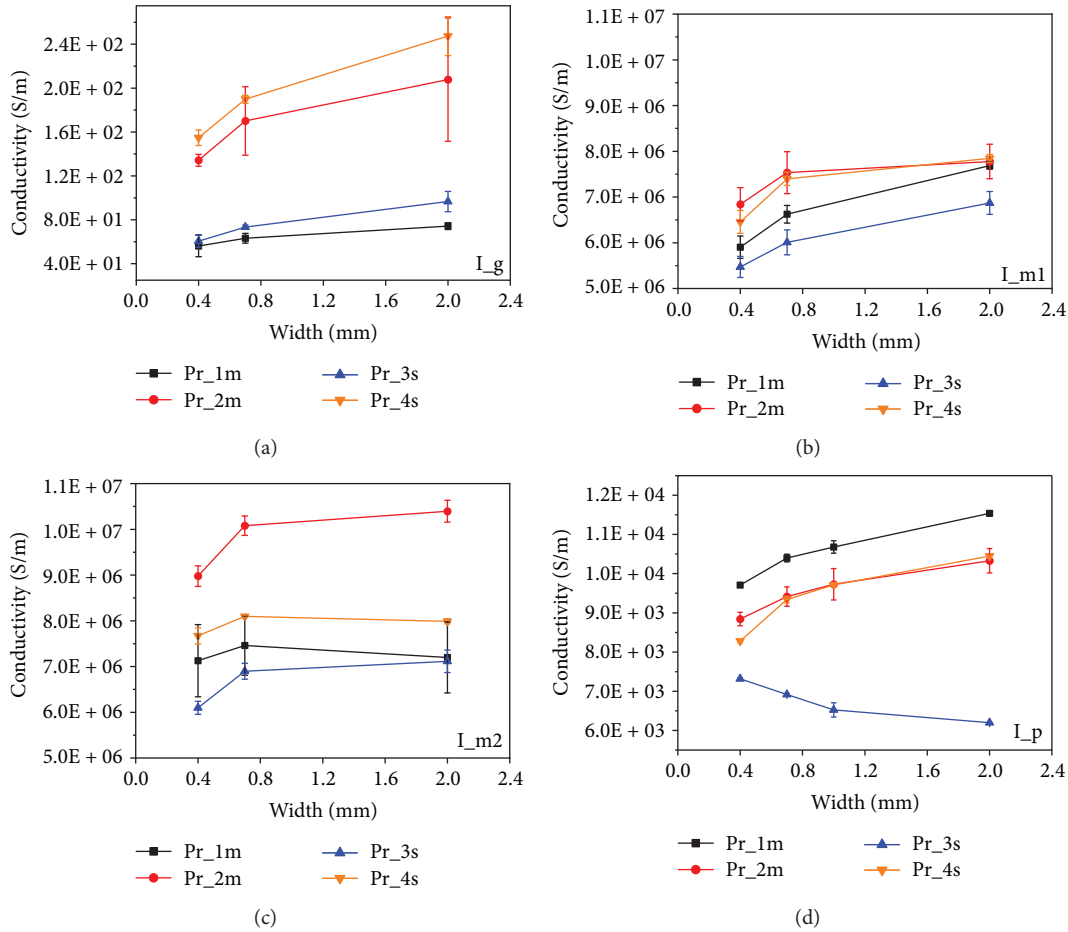 Conductivity (S/m)
2.4E + 02
2.0E + 02
1.6E + 02
1.2E + 02
8.0E + 01
4.0E + 01
I_g
0.0 0.4 0.8 1.2 1.6 2.0 2.4
Width (mm)
Pr_1m Pr_3s
Pr_2m Pr_4s
(a)
Conductivity (S/m)
1.1E + 07
1.0E + 07
9.0E + 06
8.0E + 06
7.0E + 06
6.0E + 06
5.0E + 06
I_m1
0.0 0.4 0.8 1.2 1.6 2.0 2.4
Width (mm)
Pr_1m Pr_3s
Pr_2m Pr_4s
(b)
Conductivity (S/m)
1.1E + 07
1.0E + 07
9.0E + 06
8.0E + 06
7.0E + 06
6.0E + 06
5.0E + 06
I_m2
0.0 0.4 0.8 1.2 1.6 2.0 2.4
Width (mm)
Pr_1m Pr_3s
Pr_2m Pr_4s
(c)
Conductivity (S/m)
1.2E + 04
1.1E + 04
1.0E + 04
9.0E + 03
8.0E + 03
7.0E + 03
6.0E + 03
I_p
0.0 0.4 0.8 1.2 1.6 2.0 2.4
Width (mm)
Pr_1m Pr_3s
Pr_2m Pr_4s
(d)